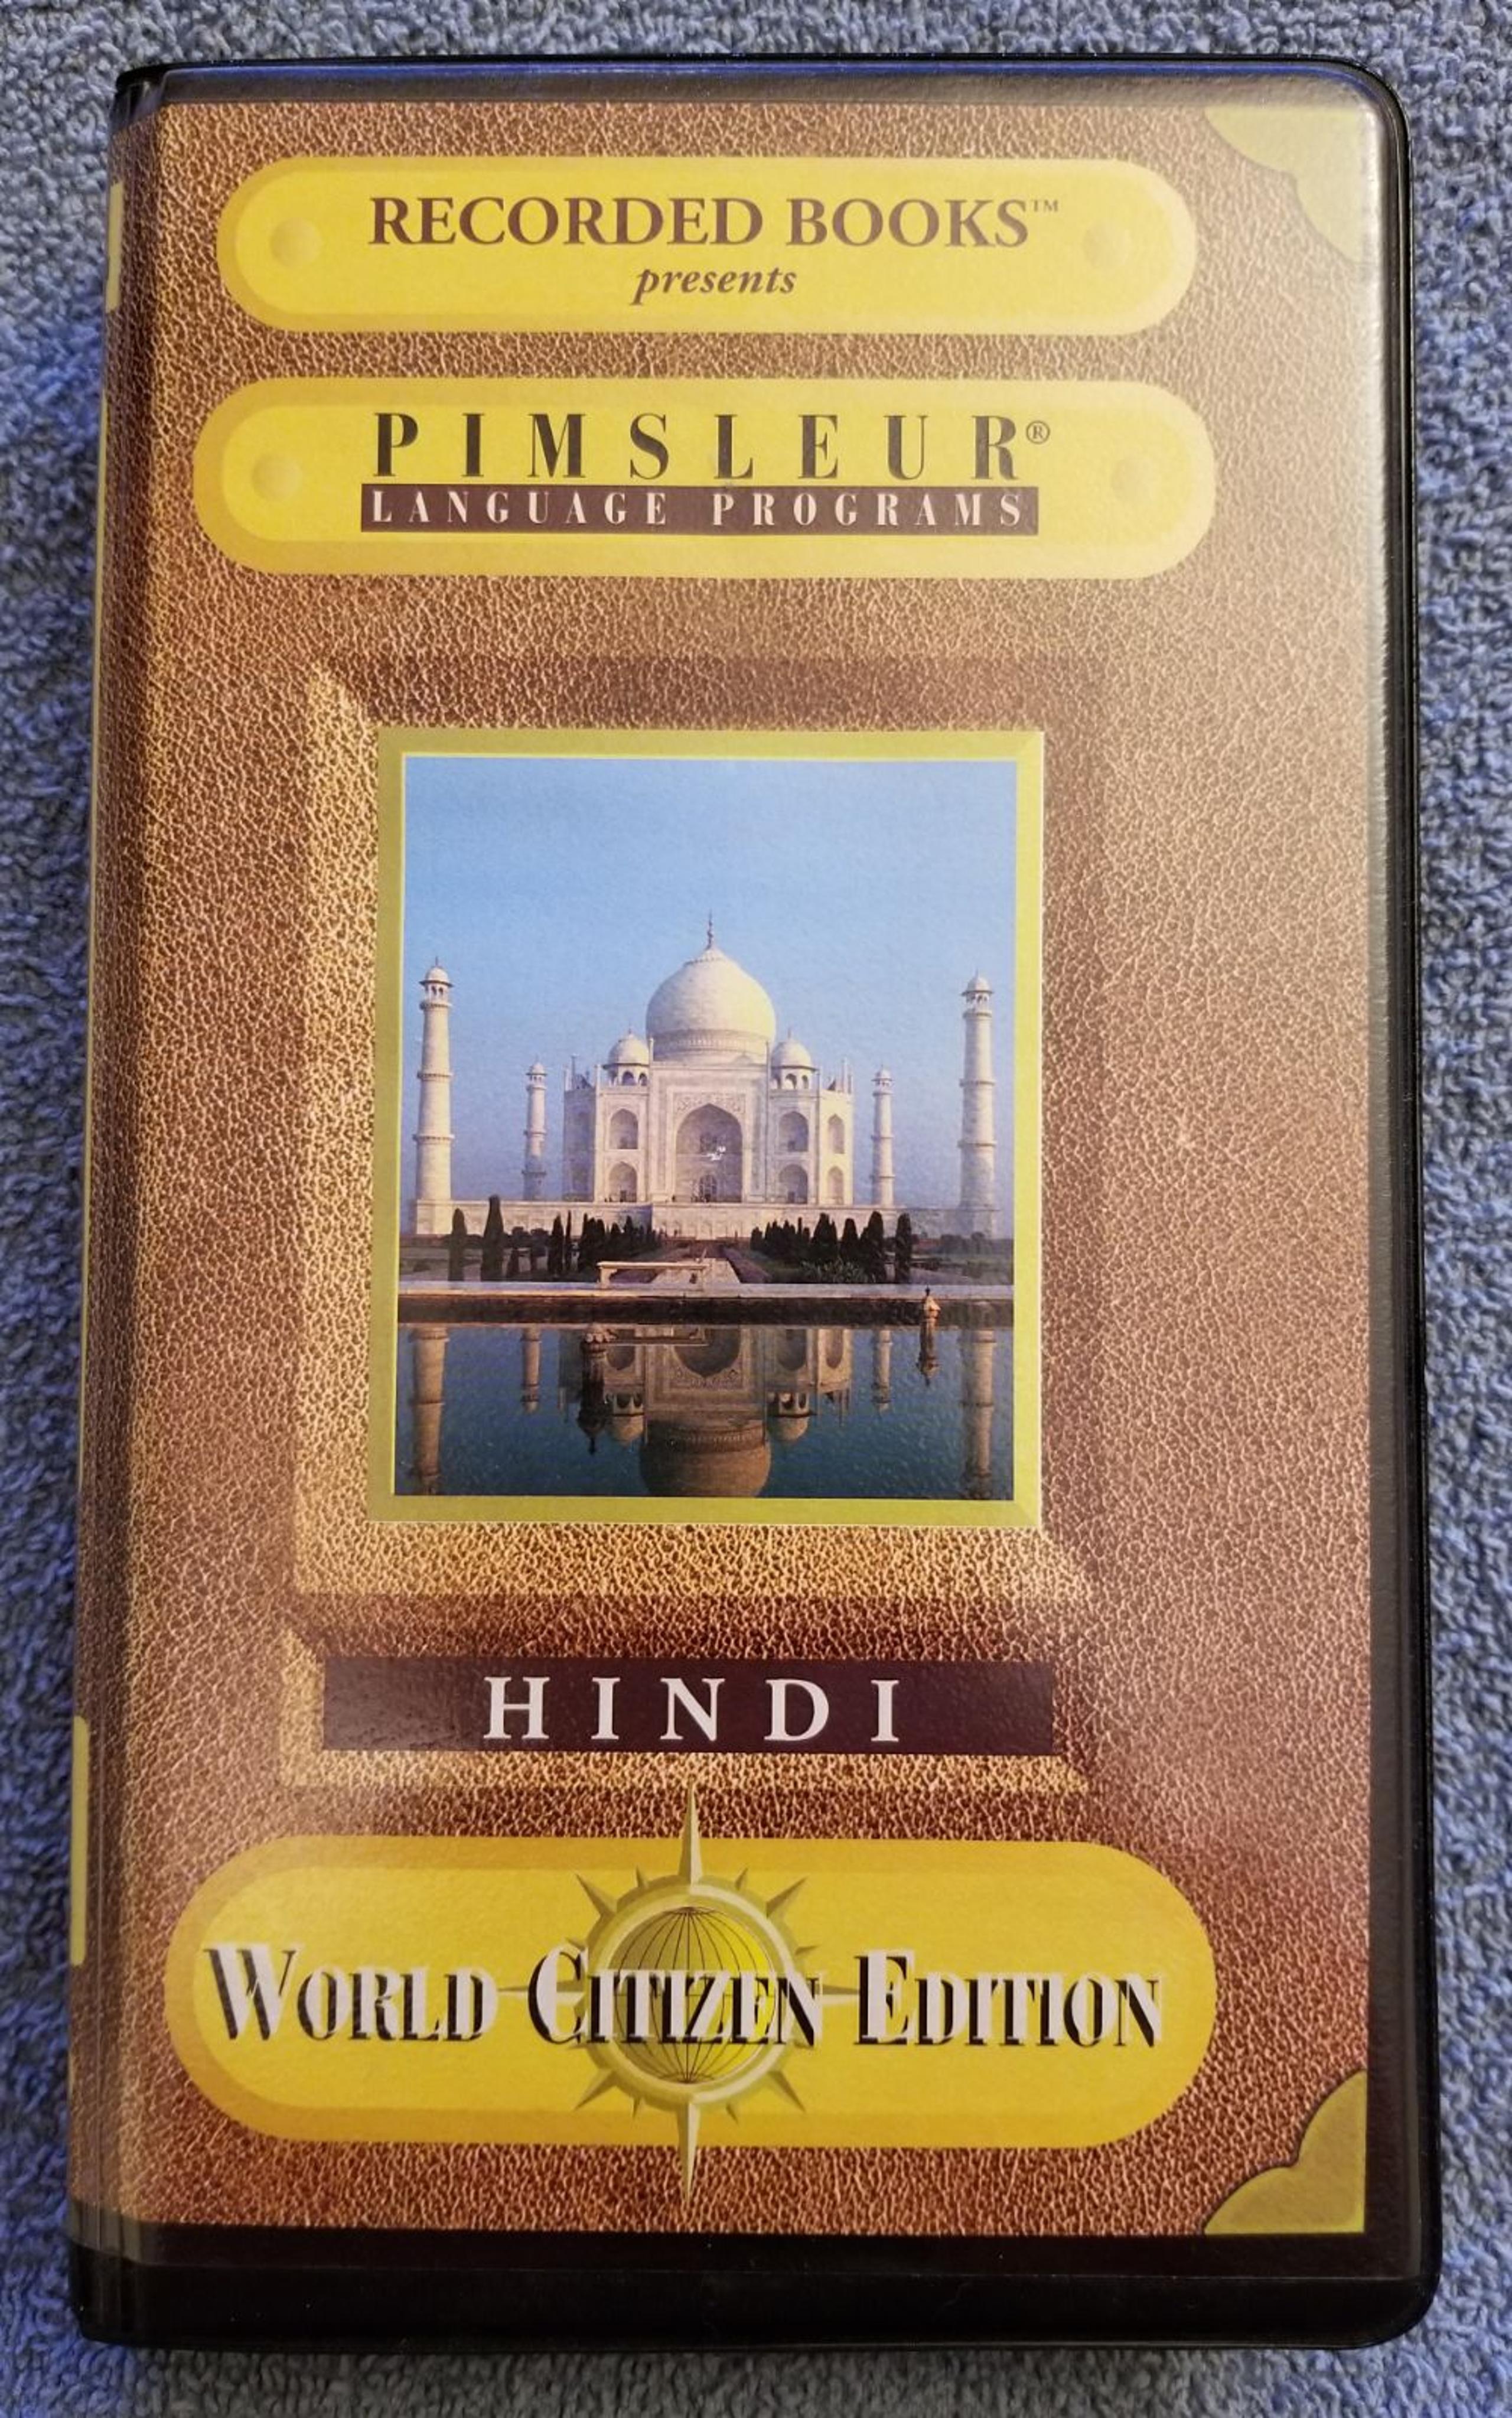 RECORDED BOOKS™
presents
PIMSLEUR®
LANGUAGE PROGRAMS
HINDI
WORLD CITIZEN EDITION